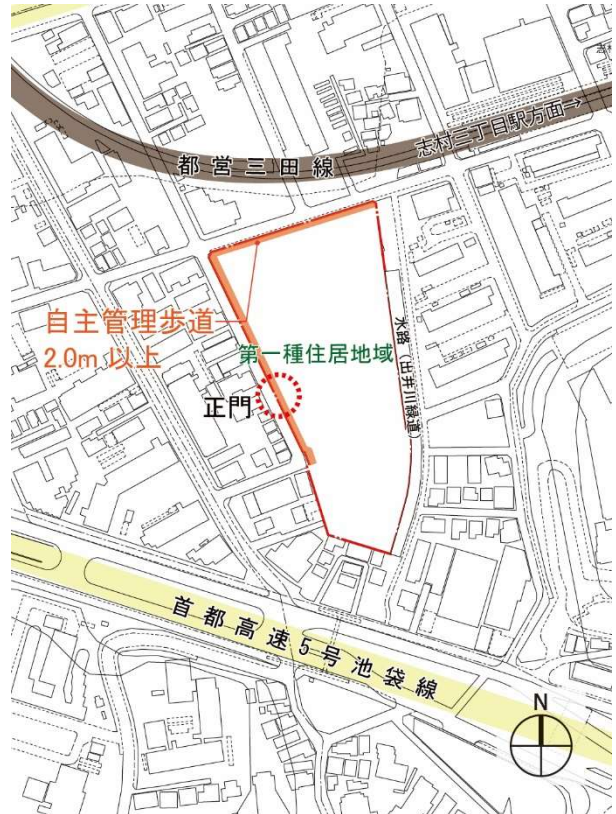 志村三丁目駅方面→
都営三田線
自主管理歩道
2.0m 以上
第一種住居地域
水路（出井川緑道）
正門
首都高速5号池袋線
N